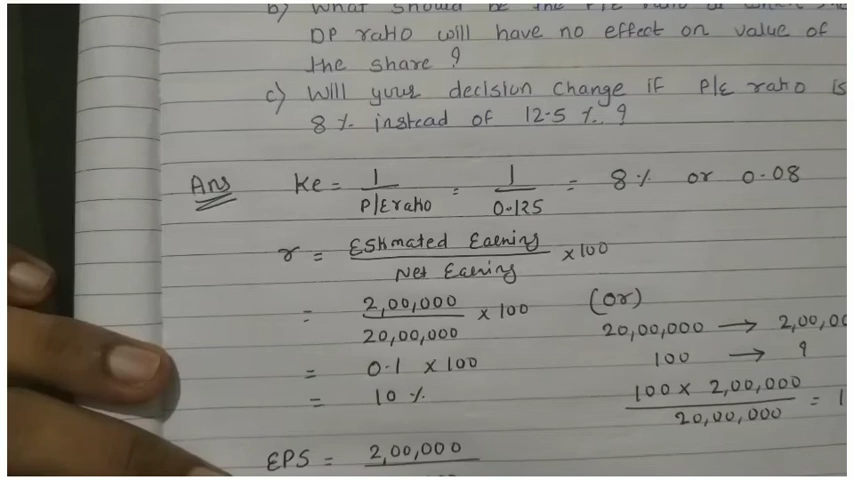 b) What should be the P/E ratio at which the
DP ratio will have no effect on value of
the share ?
c) Will your decision change if P/E ratio is
8 % instead of 12.5 % ?
Ans Ke = 1 / P/E ratio = 1 / 0.125 = 8 % or 0.08
r = Estimated Earning / Net Earning × 100
= 2,00,000 / 20,00,000 × 100 (or)
20,00,000 → 2,00,00
= 0.1 × 100 100 → ?
= 10 % 100 × 2,00,000 / 20,00,000 = 1
EPS = 2,00,000